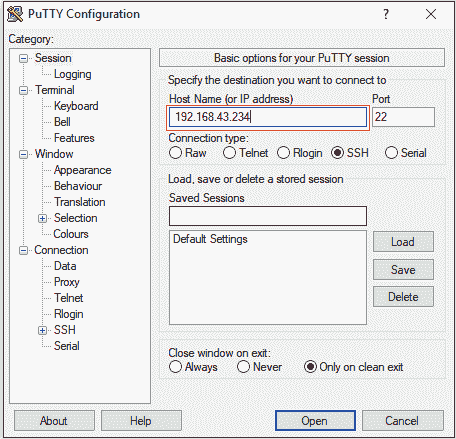 PuTTY Configuration
?
Category:
Session
Logging
Terminal
Keyboard
Bell
Features
Window
Appearance
Behaviour
Translation
Selection
Colours
Connection
Data
Proxy
Telnet
Rlogin
SSH
Serial
Basic options for your PuTTY session
Specify the destination you want to connect to
Host Name (or IP address) Port
192.168.43.234 22
Connection type:
Raw Telnet Rlogin SSH Serial
Load, save or delete a stored session
Saved Sessions
Default Settings
Load
Save
Delete
Close window on exit:
Always Never Only on clean exit
About Help Open Cancel